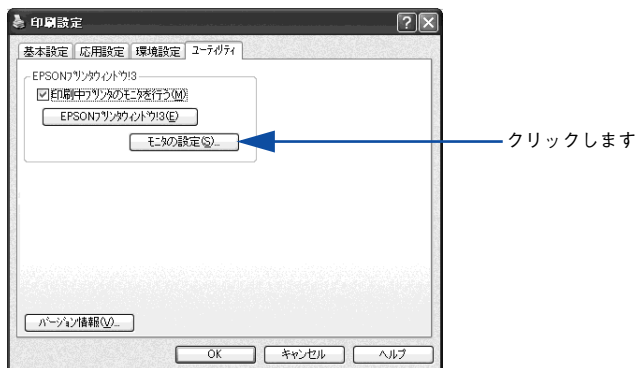 印刷設定
基本設定 応用設定 環境設定 ユーティリティ
EPSONプリンタウィンドウ!3
印刷中プリンタのモニタを行う(M)
EPSONプリンタウィンドウ!3(E)
モニタの設定(S)...
クリックします
バージョン情報(V)...
OK キャンセル ヘルプ